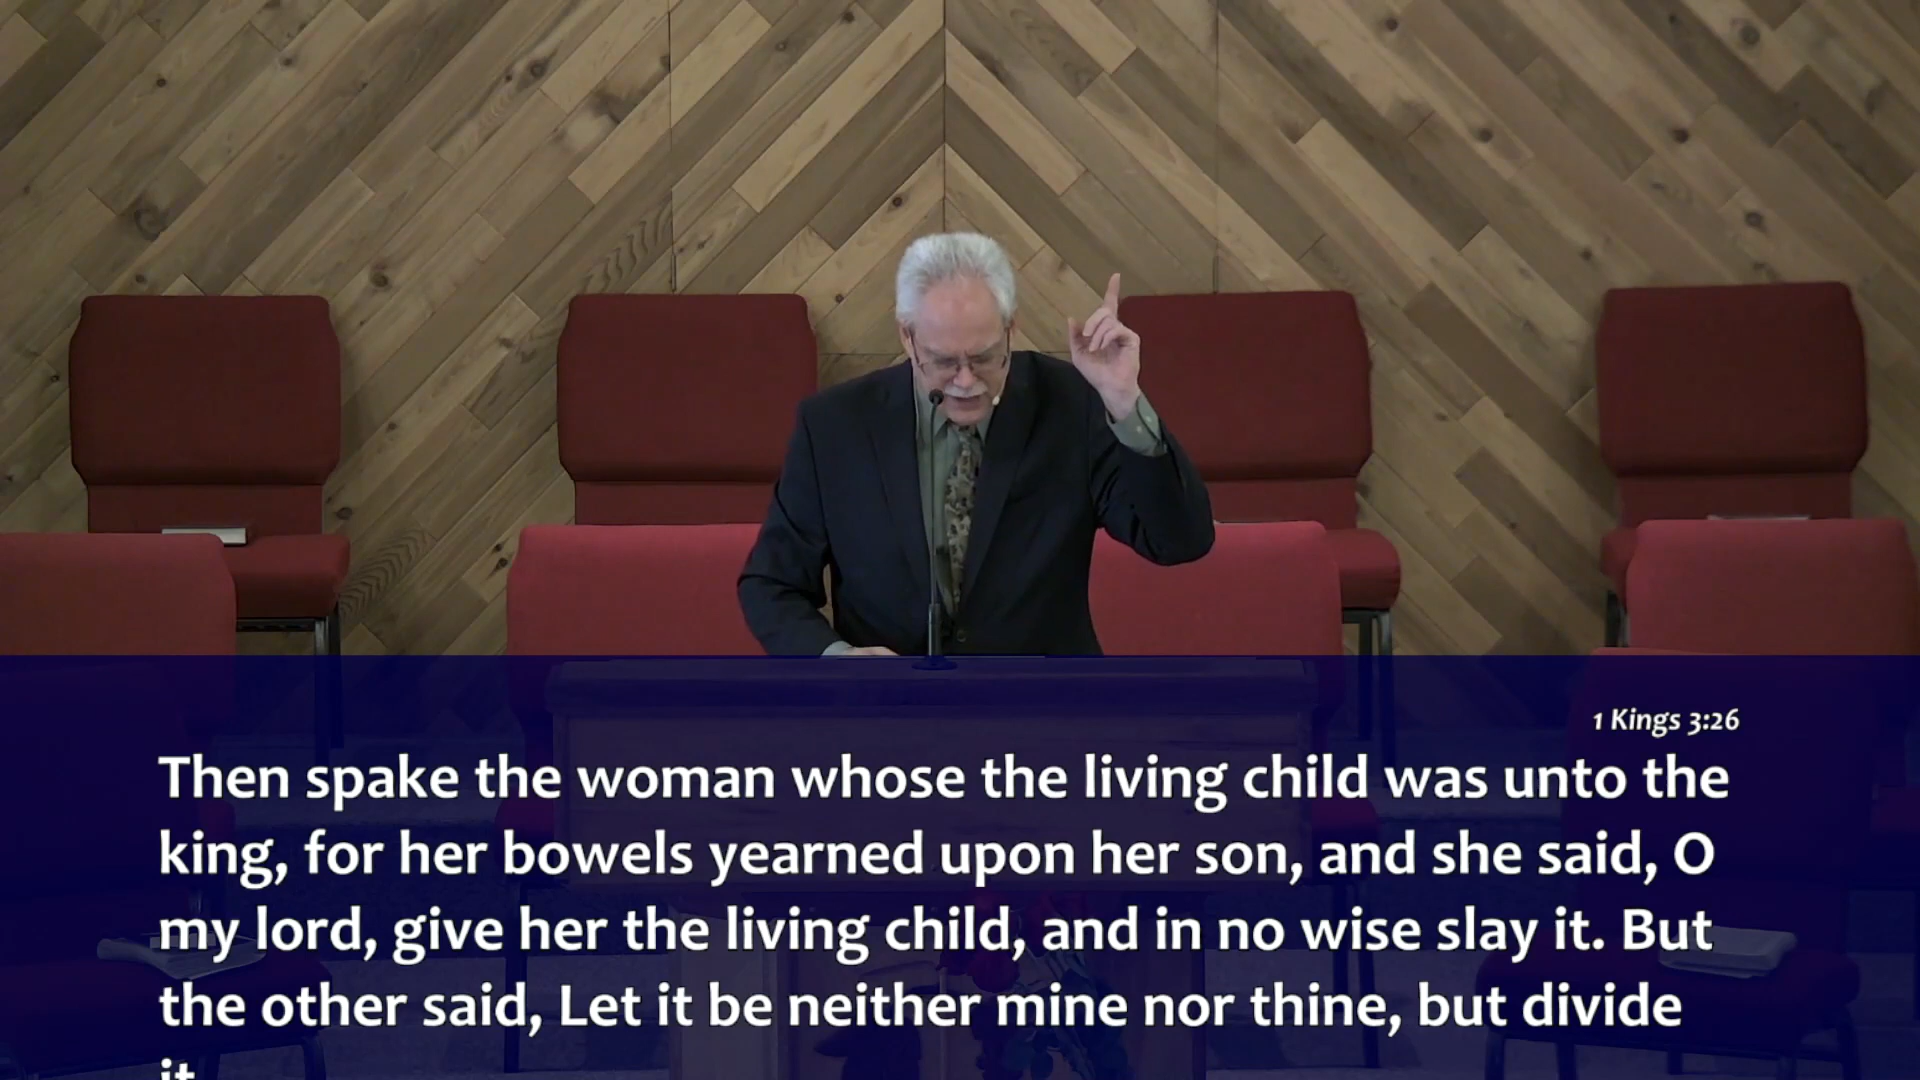 1 Kings 3:26
Then spake the woman whose the living child was unto the
king, for her bowels yearned upon her son, and she said, O
my lord, give her the living child, and in no wise slay it. But
the other said, Let it be neither mine nor thine, but divide
it